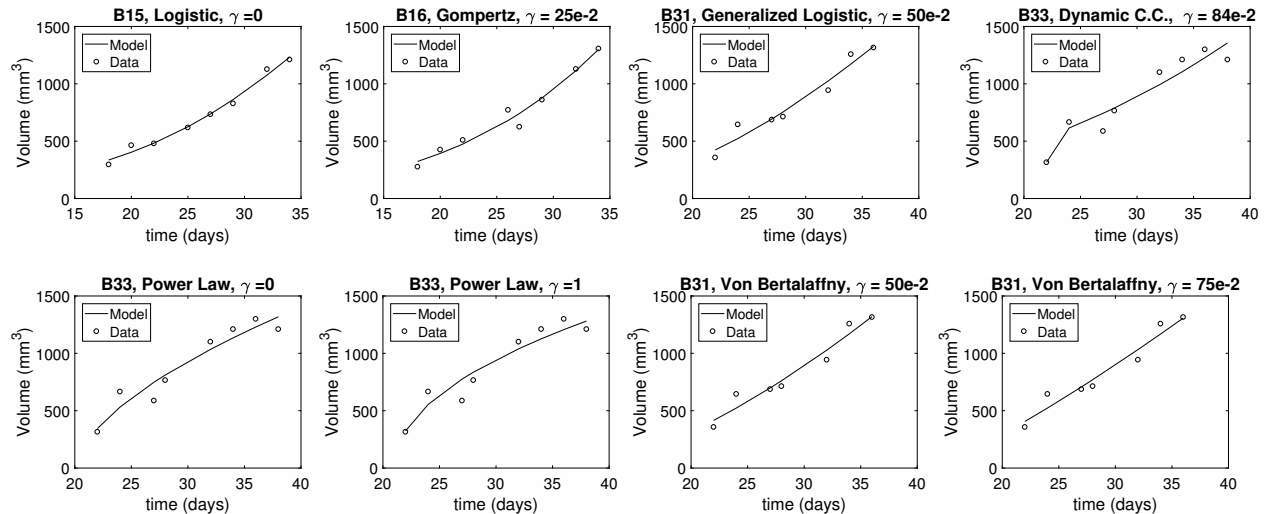 B15, Logistic, γ =0
Model
Data
Volume (mm³)
1500
1000
500
0
15 20 25 30 35
time (days)
B16, Gompertz, γ = 25e-2
Model
Data
Volume (mm³)
1500
1000
500
0
15 20 25 30 35
time (days)
B31, Generalized Logistic, γ = 50e-2
Model
Data
Volume (mm³)
1500
1000
500
0
20 25 30 35 40
time (days)
B33, Dynamic C.C., γ = 84e-2
Model
Data
Volume (mm³)
1500
1000
500
0
20 25 30 35 40
time (days)
B33, Power Law, γ =0
Model
Data
Volume (mm³)
1500
1000
500
0
20 25 30 35 40
time (days)
B33, Power Law, γ =1
Model
Data
Volume (mm³)
1500
1000
500
0
20 25 30 35 40
time (days)
B31, Von Bertalaffny, γ = 50e-2
Model
Data
Volume (mm³)
1500
1000
500
0
20 25 30 35 40
time (days)
B31, Von Bertalaffny, γ = 75e-2
Model
Data
Volume (mm³)
1500
1000
500
0
20 25 30 35 40
time (days)